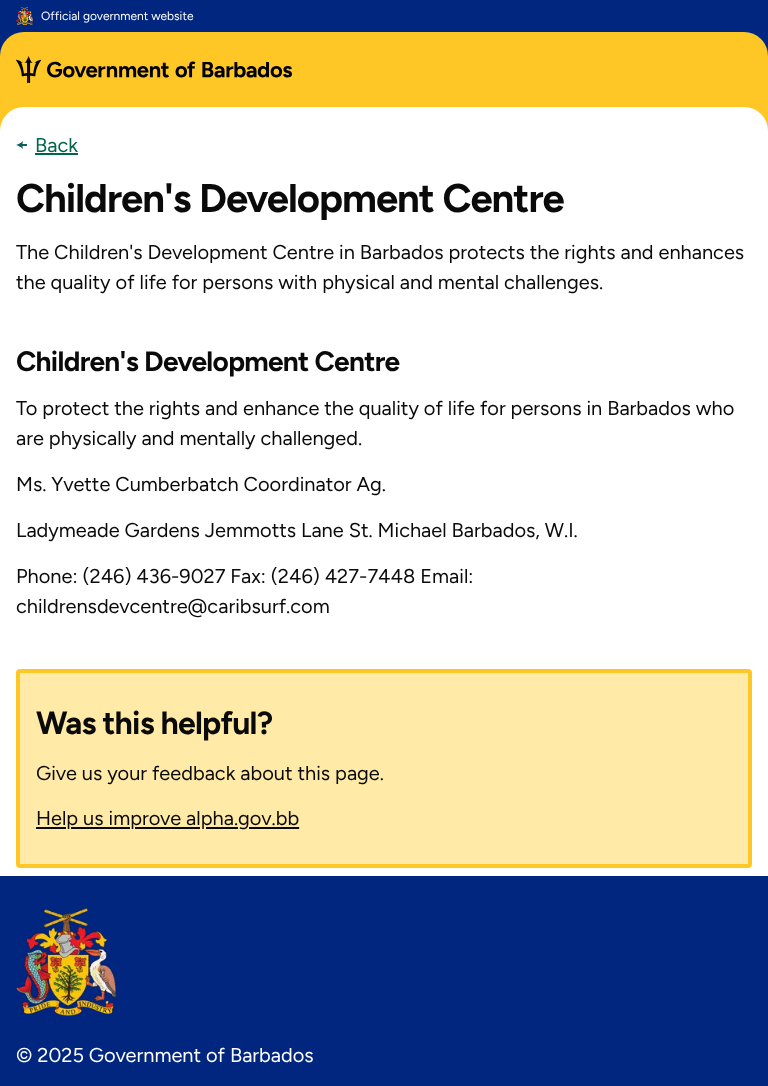 Official government website
Government of Barbados
Back
Children's Development Centre
The Children's Development Centre in Barbados protects the rights and enhances
the quality of life for persons with physical and mental challenges.
Children's Development Centre
To protect the rights and enhance the quality of life for persons in Barbados who
are physically and mentally challenged.
Ms. Yvette Cumberbatch Coordinator Ag.
Ladymeade Gardens Jemmotts Lane St. Michael Barbados, W.I.
Phone: (246) 436-9027 Fax: (246) 427-7448 Email:
childrensdevcentre@caribsurf.com
Was this helpful?
Give us your feedback about this page.
Help us improve alpha.gov.bb
PRIDE AND INDUSTRY
© 2025 Government of Barbados